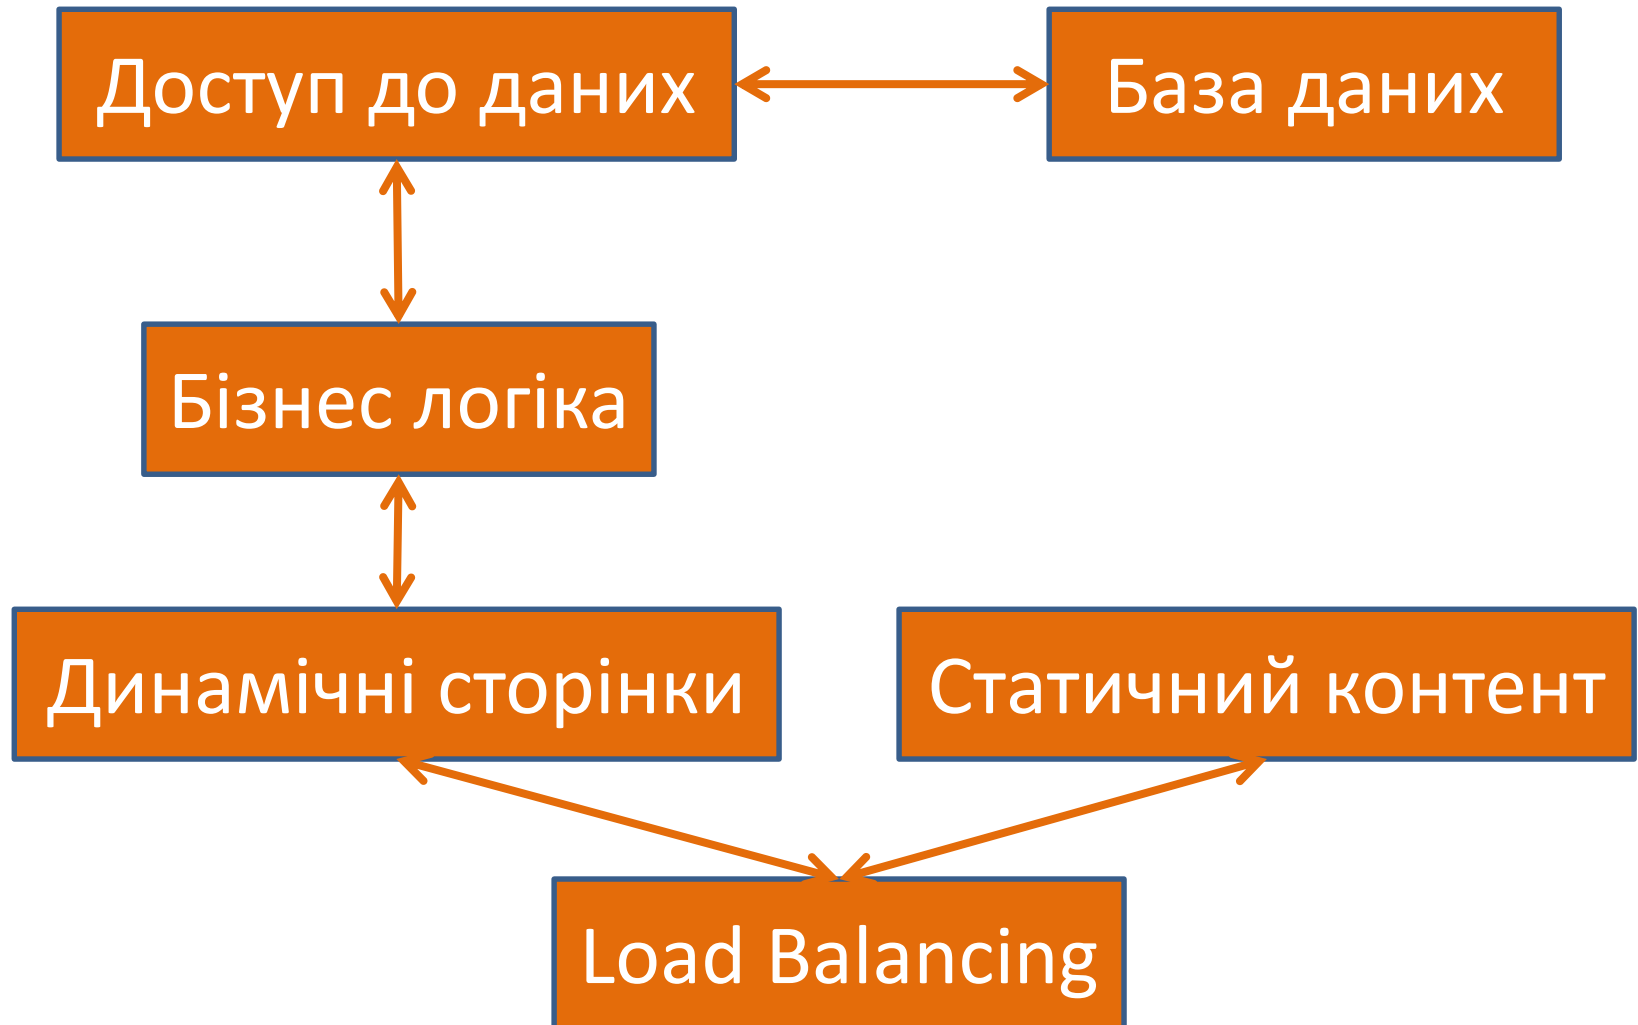 Доступ до даних
База даних
Бізнес логіка
Динамічні сторінки
Статичний контент
Load Balancing